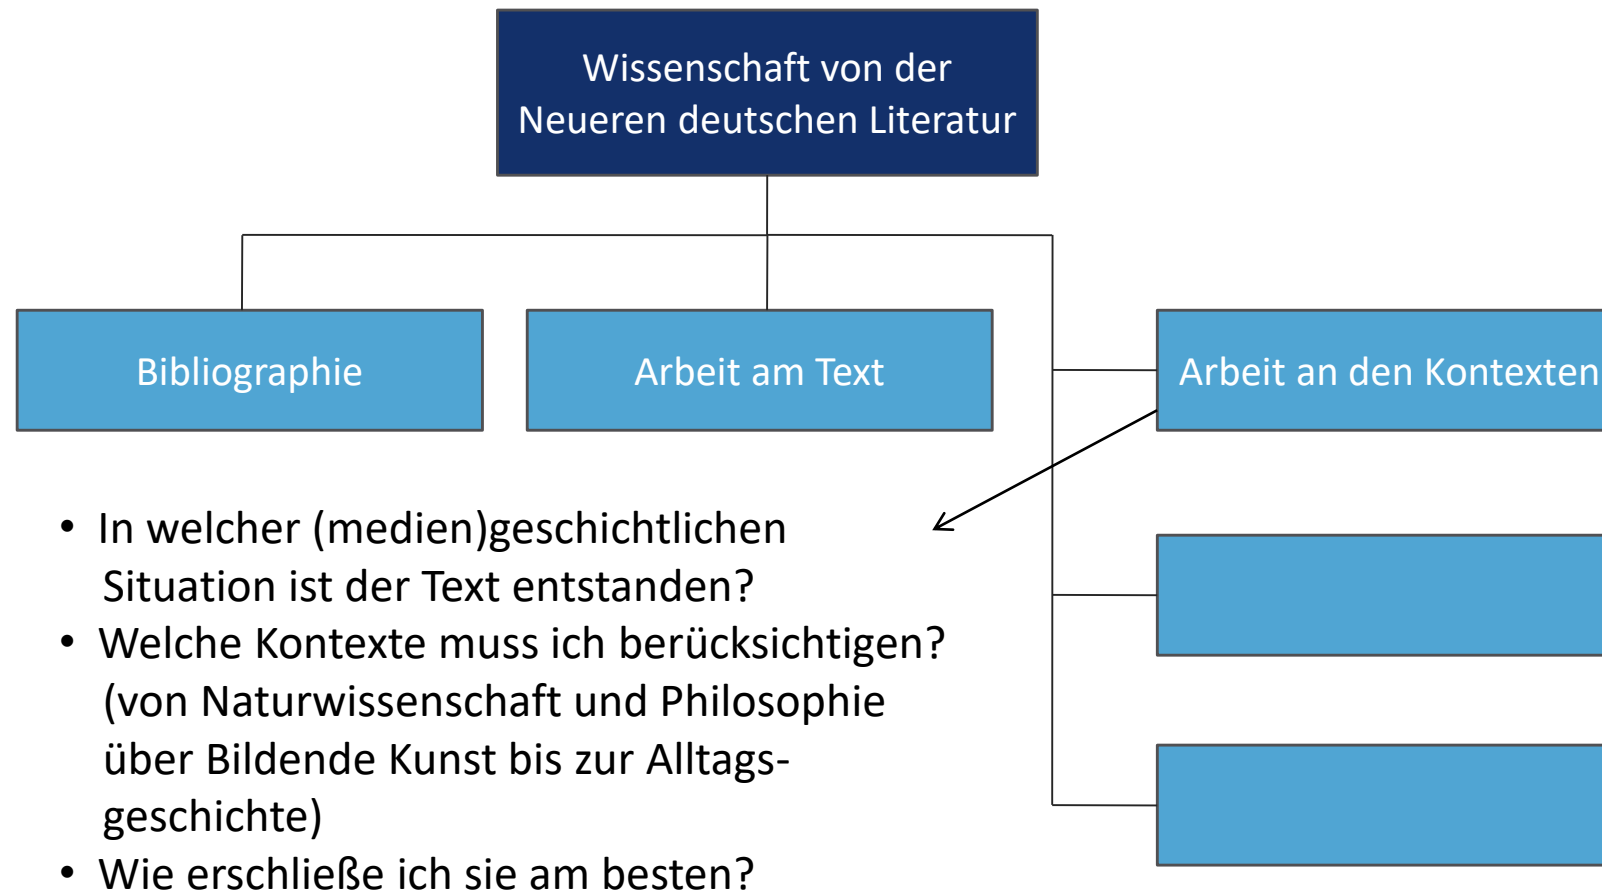 Wissenschaft von der
Neueren deutschen Literatur
Bibliographie
Arbeit am Text
Arbeit an den Kontexten
• In welcher (medien)geschichtlichen
Situation ist der Text entstanden?
• Welche Kontexte muss ich berücksichtigen?
(von Naturwissenschaft und Philosophie
über Bildende Kunst bis zur Alltags-
geschichte)
• Wie erschließe ich sie am besten?